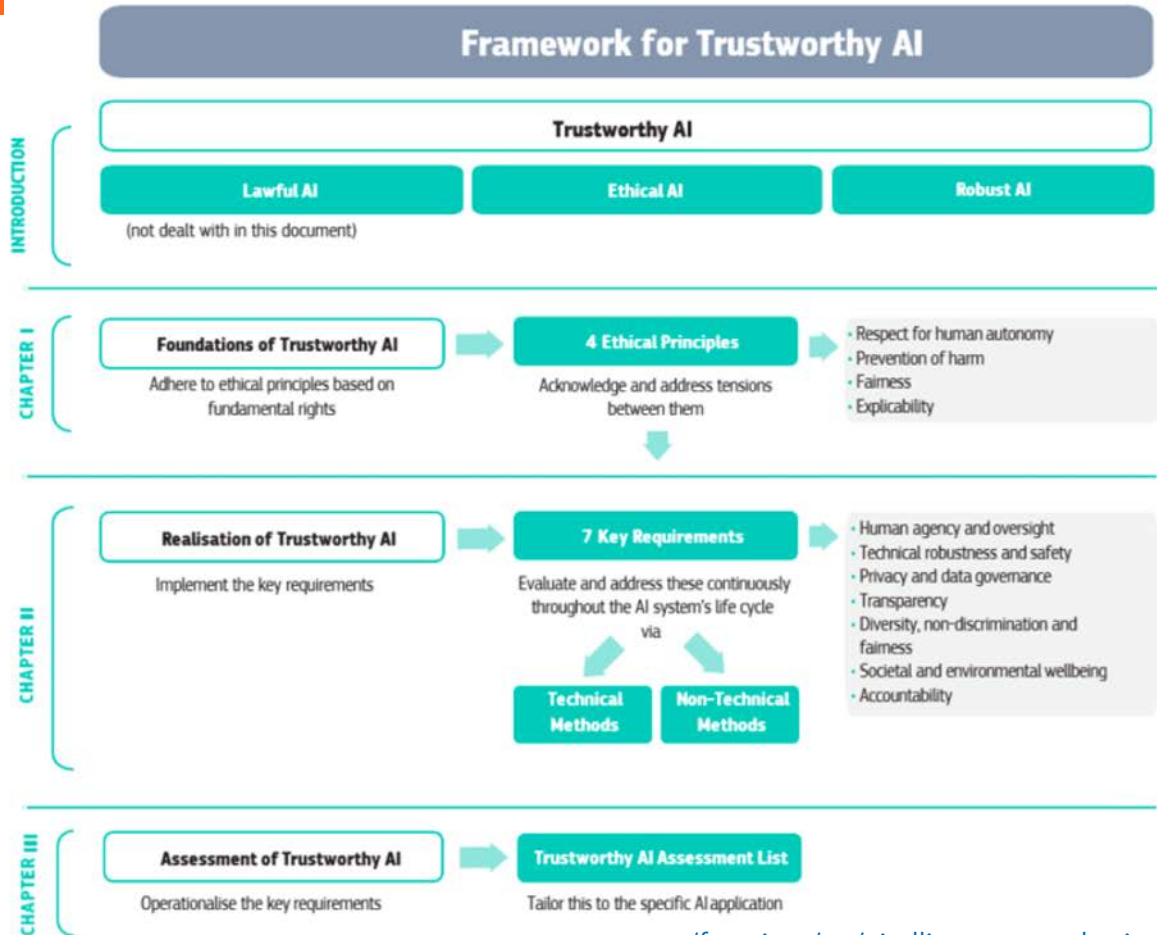 Framework for Trustworthy AI
INTRODUCTION
Trustworthy AI
Lawful AI
Ethical AI
Robust AI
(not dealt with in this document)
CHAPTER I
Foundations of Trustworthy AI
Adhere to ethical principles based on
fundamental rights
4 Ethical Principles
Acknowledge and address tensions
between them
· Respect for human autonomy
· Prevention of harm
· Fairness
· Explicability
CHAPTER II
Realisation of Trustworthy AI
Implement the key requirements
7 Key Requirements
Evaluate and address these continuously
throughout the AI system's life cycle
via
Technical
Methods
Non-Technical
Methods
· Human agency and oversight
· Technical robustness and safety
· Privacy and data governance
· Transparency
· Diversity, non-discrimination and
fairness
· Societal and environmental wellbeing
· Accountability
CHAPTER III
Assessment of Trustworthy AI
Operationalise the key requirements
Trustworthy AI Assessment List
Tailor this to the specific AI application